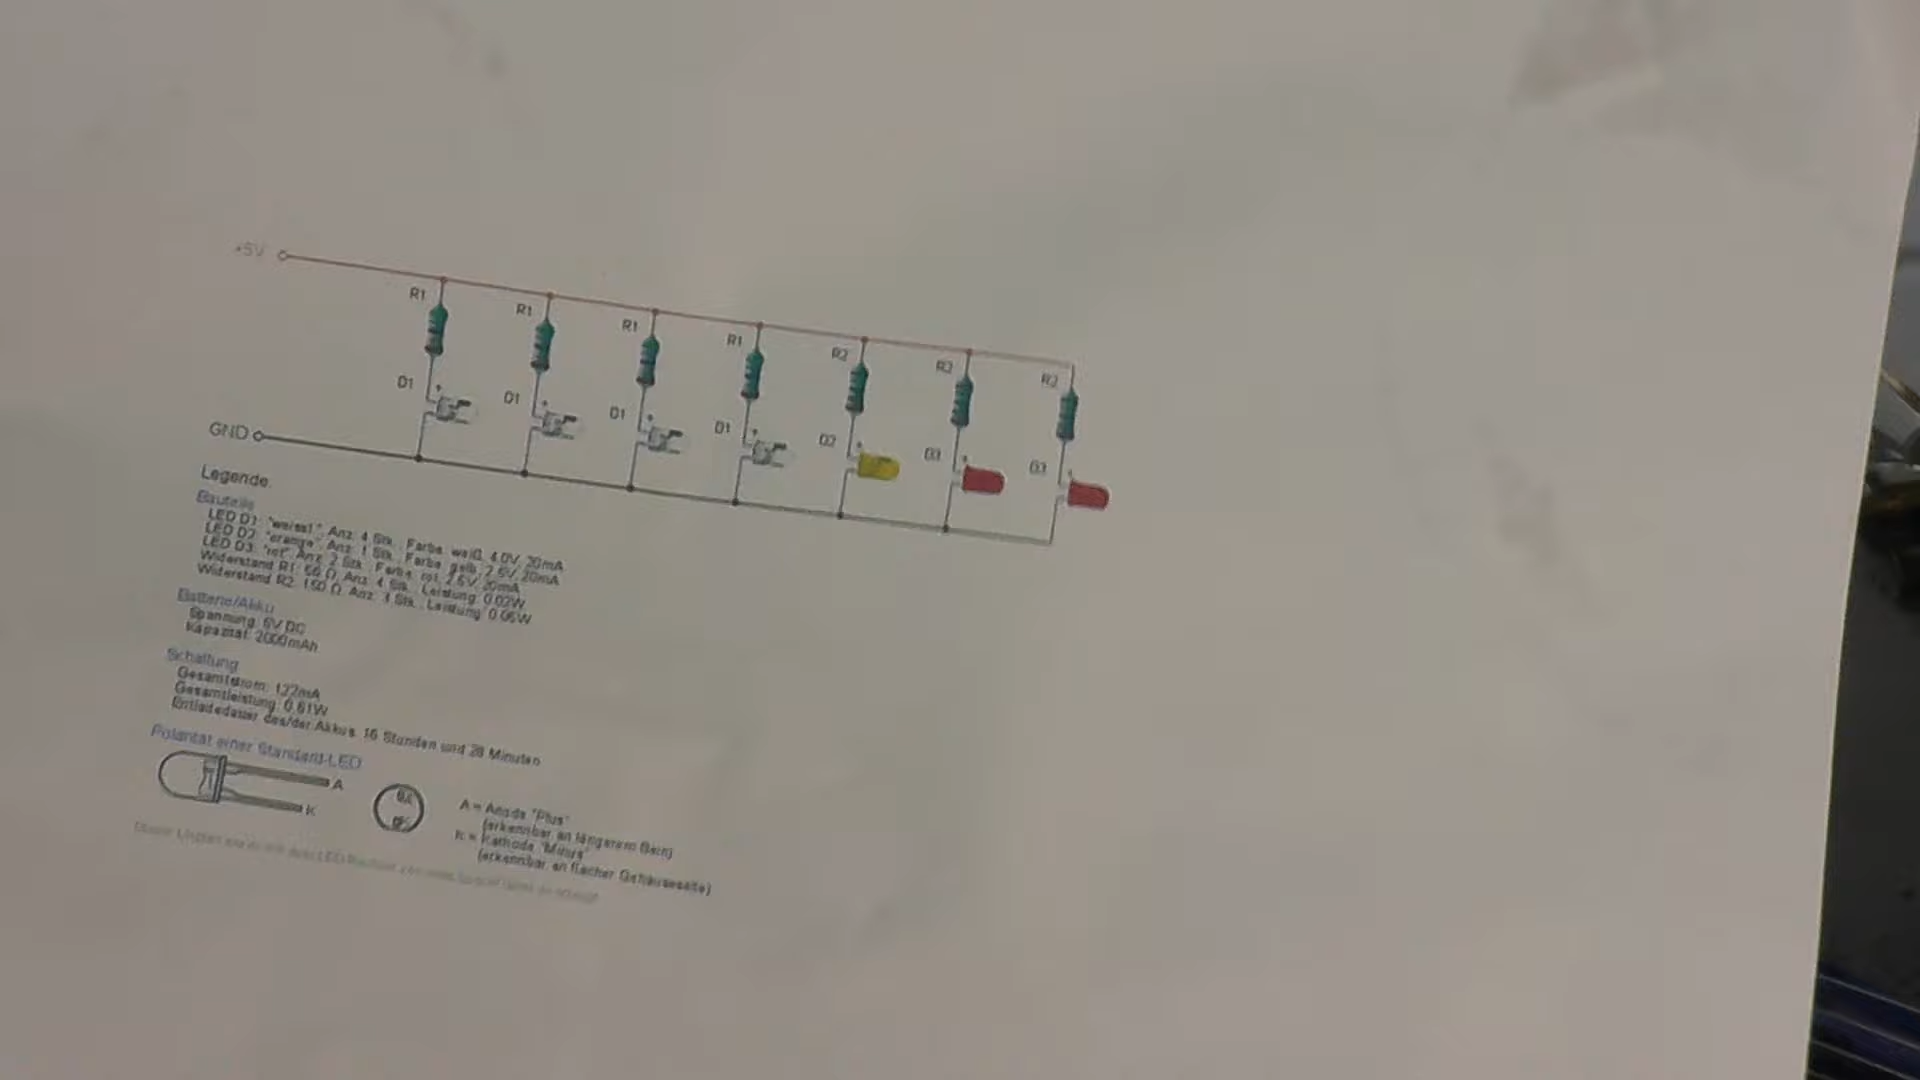 +5V
R1
R1
R1
R1
R2
R2
R2
D1
D1
D1
D1
D2
D3
D3
GND
Legende:
Bauteile
LED D1: "weiss1", Anz: 4 Stk., Farbe: weiß, 4.0V, 20mA
LED D2: "orange", Anz: 1 Stk., Farbe: gelb, 2.6V, 20mA
LED D3: "rot", Anz: 2 Stk., Farbe: rot, 2.6V, 20mA
Widerstand R1: Ω, Anz: 4 Stk., Leistung: 0.02W
Widerstand R2: 150 Ω, Anz: 3 Stk., Leistung: 0.06W
Batterie/Akku
Spannung: 5V DC
Kapazität: 2000mAh
Schaltung
Gesamtstrom: 122mA
Gesamtleistung: 0.61W
Entladedauer des/der Akkus: 16 Stunden und 28 Minuten
Polarität einer Standard-LED
A
K
A = Anode "Plus"
(erkennbar an längerem Bein)
K = Kathode "Minus"
(erkennbar an flacher Gehäuseseite)